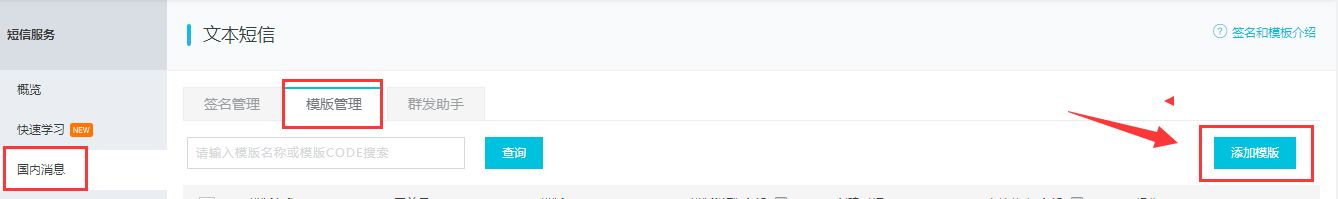 短信服务
文本短信
签名和模板介绍
概览
签名管理
模版管理
群发助手
快速学习 NEW
请输入模版名称或模版CODE搜索
查询
添加模版
国内消息